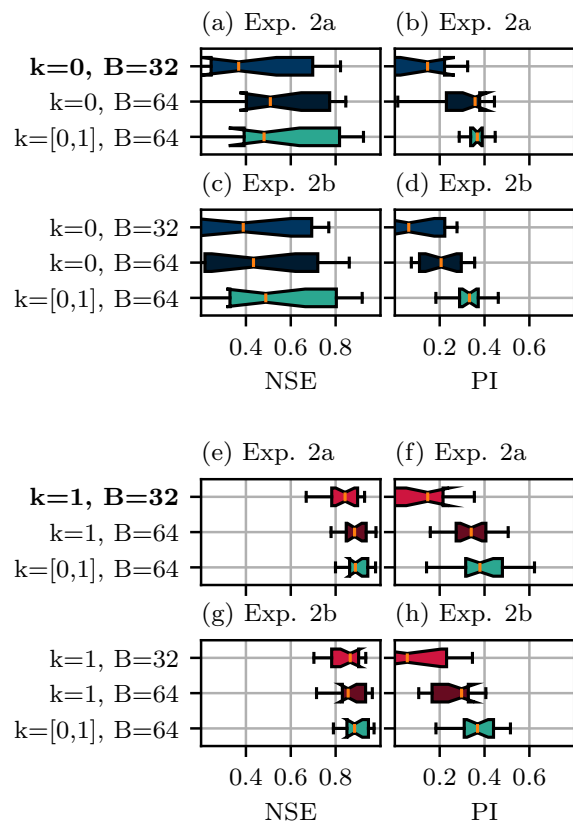 (a) Exp. 2a (b) Exp. 2a
k=0, B=32
k=0, B=64
k=[0,1], B=64
(c) Exp. 2b (d) Exp. 2b
k=0, B=32
k=0, B=64
k=[0,1], B=64
0.4 0.6 0.8 0.2 0.4 0.6
NSE PI
(e) Exp. 2a (f) Exp. 2a
k=1, B=32
k=1, B=64
k=[0,1], B=64
(g) Exp. 2b (h) Exp. 2b
k=1, B=32
k=1, B=64
k=[0,1], B=64
0.4 0.6 0.8 0.2 0.4 0.6
NSE PI